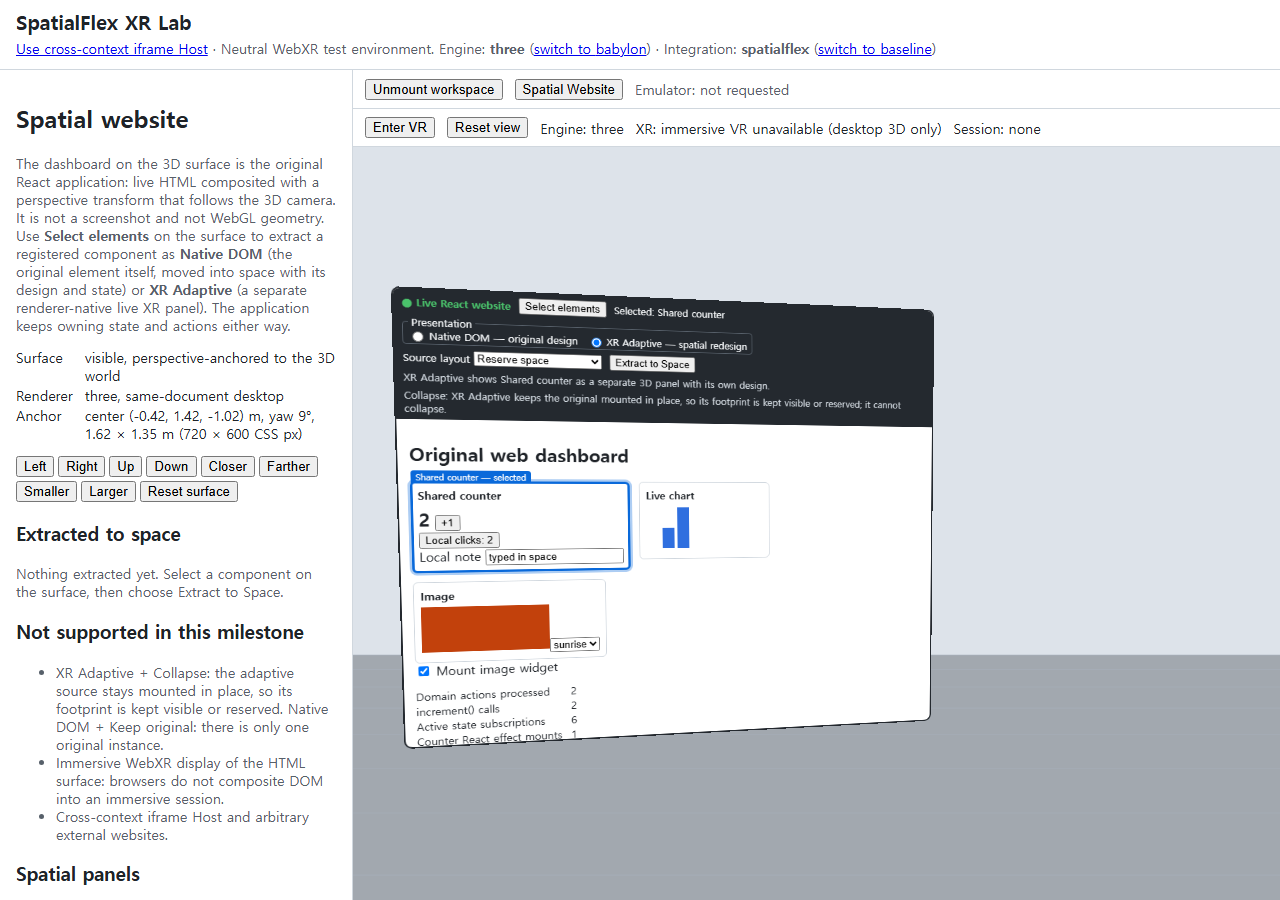 SpatialFlex XR Lab
Use cross-context iframe Host · Neutral WebXR test environment. Engine: three (switch to babylon) · Integration: spatialflex (switch to baseline)
Spatial website
The dashboard on the 3D surface is the original
React application: live HTML composited with a
perspective transform that follows the 3D camera.
It is not a screenshot and not WebGL geometry.
Use Select elements on the surface to extract a
registered component as Native DOM (the
original element itself, moved into space with its
design and state) or XR Adaptive (a separate
renderer-native live XR panel). The application
keeps owning state and actions either way.
Surface visible, perspective-anchored to the 3D
world
Renderer three, same-document desktop
Anchor center (-0.42, 1.42, -1.02) m, yaw 9°,
1.62 × 1.35 m (720 × 600 CSS px)
Left Right Up Down Closer Farther
Smaller Larger Reset surface
Extracted to space
Nothing extracted yet. Select a component on
the surface, then choose Extract to Space.
Not supported in this milestone
• XR Adaptive + Collapse: the adaptive
source stays mounted in place, so its
footprint is kept visible or reserved. Native
DOM + Keep original: there is only one
original instance.
• Immersive WebXR display of the HTML
surface: browsers do not composite DOM
into an immersive session.
• Cross-context iframe Host and arbitrary
external websites.
Spatial panels
Unmount workspace Spatial Website Emulator: not requested
Enter VR Reset view Engine: three XR: immersive VR unavailable (desktop 3D only) Session: none
Live React website Select elements Selected: Shared counter
Presentation
Native DOM — original design XR Adaptive — spatial redesign
Source layout Reserve space Extract to Space
XR Adaptive shows Shared counter as a separate 3D panel with its own design.
Collapse: XR Adaptive keeps the original mounted in place, so its footprint is kept visible or reserved; it cannot
collapse.
Original web dashboard
Shared counter — selected
Shared counter
2 +1
Local clicks: 2
Local note typed in space
Live chart
Image
sunrise
Mount image widget
Domain actions processed 2
increment() calls 2
Active state subscriptions 6
Counter React effect mounts 1